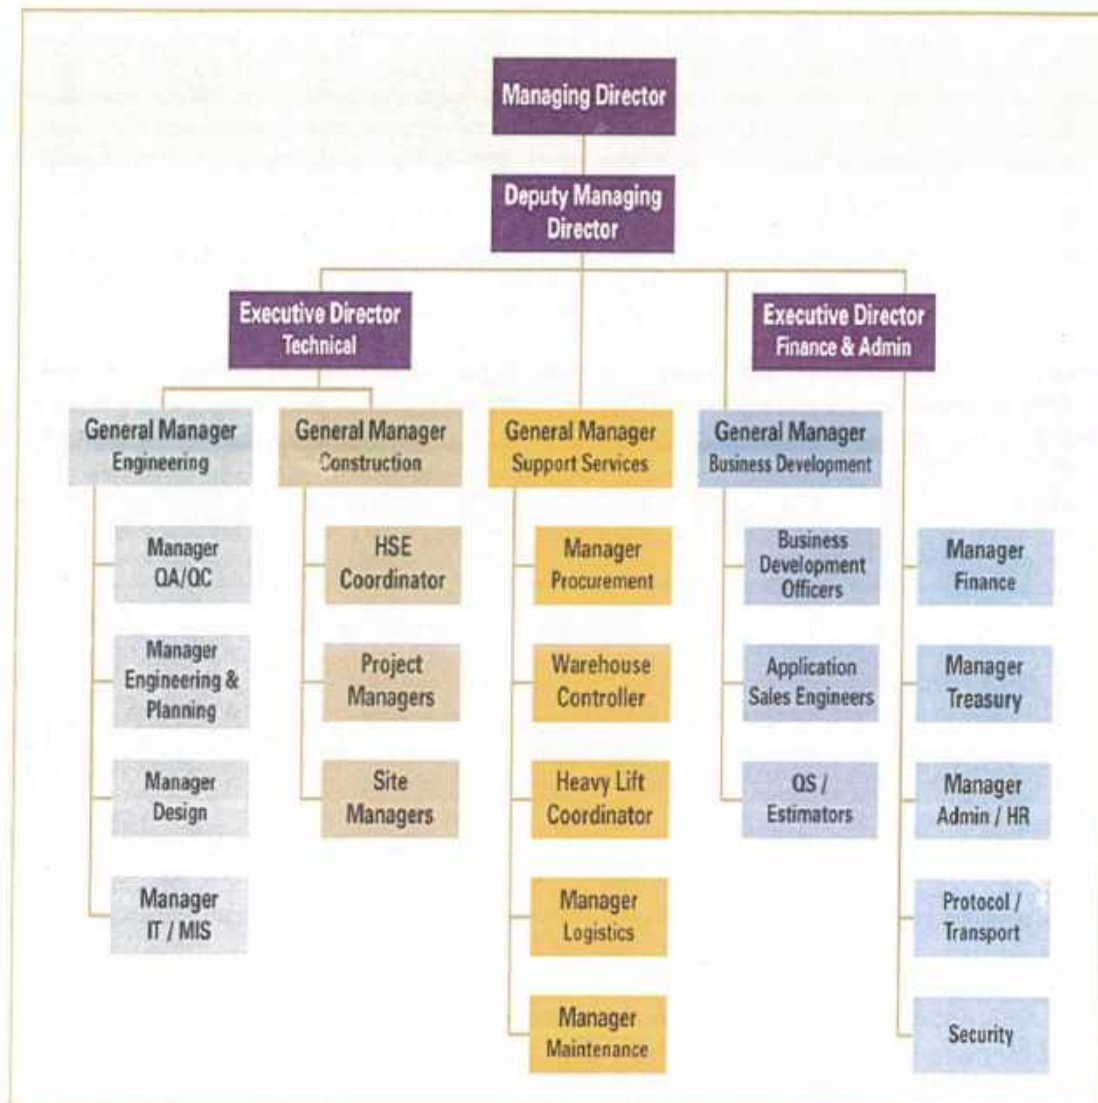 Managing Director
Deputy Managing
Director
Executive Director
Technical
Executive Director
Finance & Admin
General Manager
Engineering
General Manager
Construction
General Manager
Support Services
General Manager
Business Development
Manager
QA/QC
Manager
Engineering &
Planning
Manager
Design
Manager
IT / MIS
HSE
Coordinator
Project
Managers
Site
Managers
Manager
Procurement
Warehouse
Controller
Heavy Lift
Coordinator
Manager
Logistics
Manager
Maintenance
Business
Development
Officers
Application
Sales Engineers
QS /
Estimators
Manager
Finance
Manager
Treasury
Manager
Admin / HR
Protocol /
Transport
Security